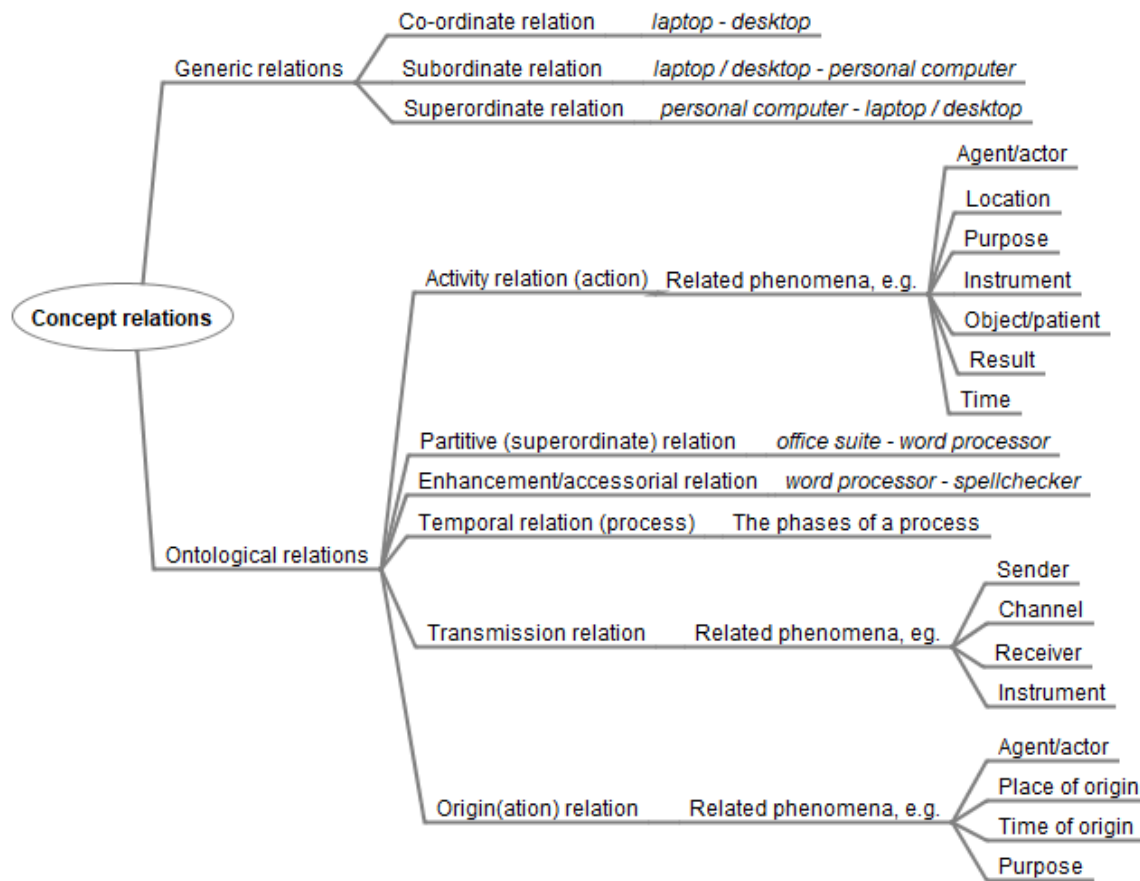 Concept relations
Generic relations
Co-ordinate relation
laptop - desktop
Subordinate relation
laptop / desktop - personal computer
Superordinate relation
personal computer - laptop / desktop
Ontological relations
Activity relation (action)
Related phenomena, e.g.
Agent/actor
Location
Purpose
Instrument
Object/patient
Result
Time
Partitive (superordinate) relation
office suite - word processor
Enhancement/accessorial relation
word processor - spellchecker
Temporal relation (process)
The phases of a process
Transmission relation
Related phenomena, eg.
Sender
Channel
Receiver
Instrument
Origin(ation) relation
Related phenomena, e.g.
Agent/actor
Place of origin
Time of origin
Purpose